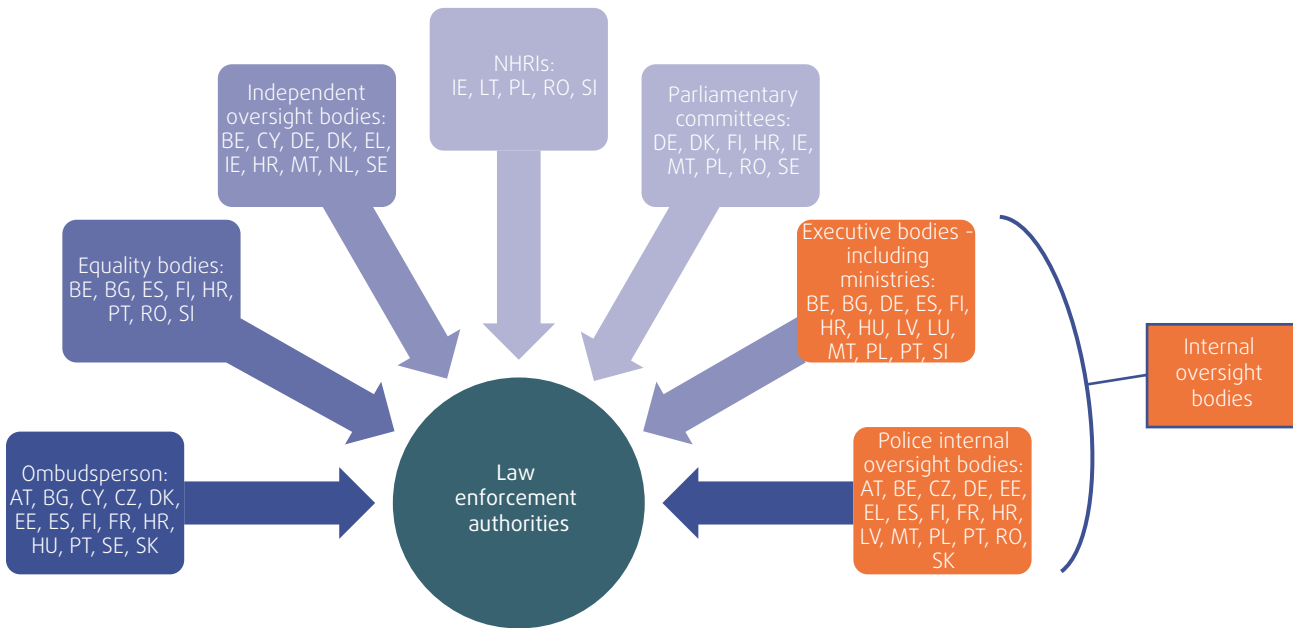 NHRIs:
IE, LT, PL, RO, SI
Independent
oversight bodies:
BE, CY, DE, DK, EL,
IE, HR, MT, NL, SE
Parliamentary
committees:
DE, DK, FI, HR, IE,
MT, PL, RO, SE
Equality bodies:
BE, BG, ES, FI, HR,
PT, RO, SI
Executive bodies -
including
ministries:
BE, BG, DE, ES, FI,
HR, HU, LV, LU,
MT, PL, PT, SI
Internal
oversight
bodies
Ombudsperson:
AT, BG, CY, CZ, DK,
EE, ES, FI, FR, HR,
HU, PT, SE, SK
Law
enforcement
authorities
Police internal
oversight bodies:
AT, BE, CZ, DE, EE,
EL, ES, FI, FR, HR,
LV, MT, PL, PT, RO,
SK